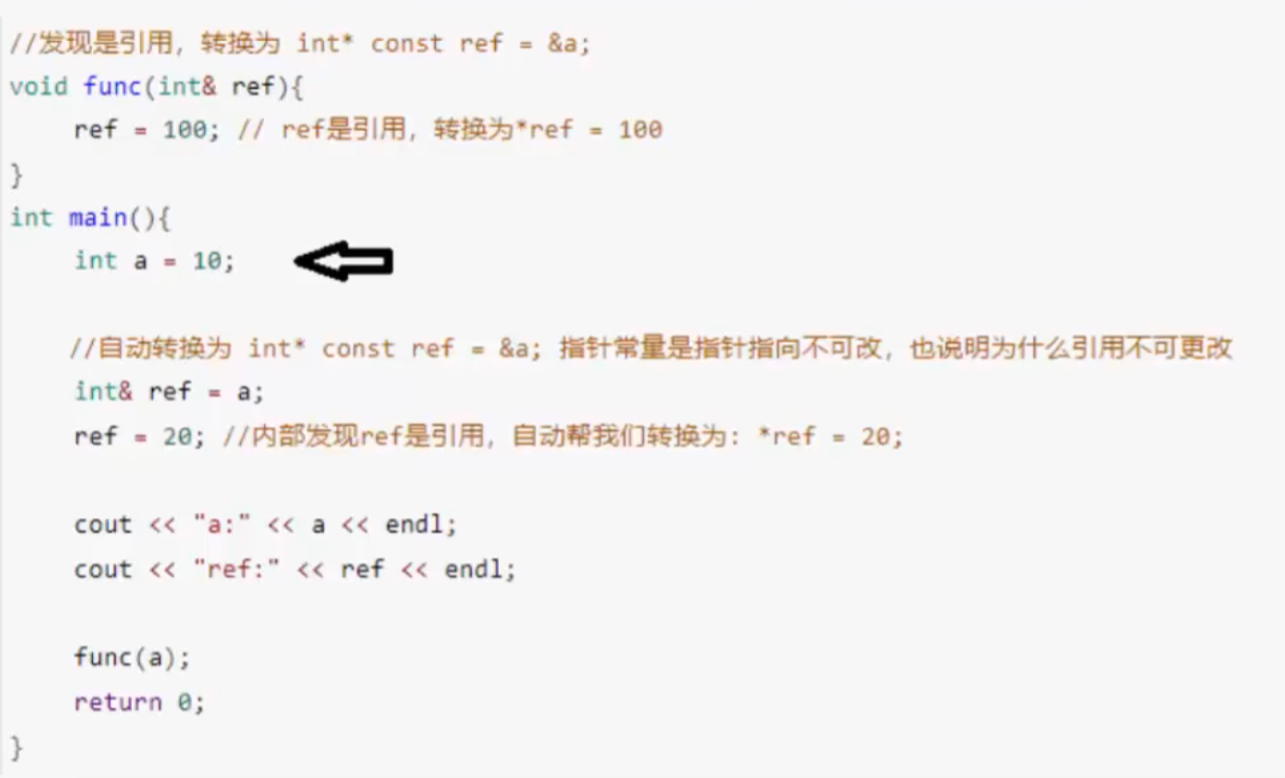 //发现是引用，转换为 int* const ref = &a;
void func(int& ref){
    ref = 100; // ref是引用，转换为*ref = 100
}
int main(){
    int a = 10;
    //自动转换为 int* const ref = &a; 指针常量是指针指向不可改，也说明为什么引用不可更改
    int& ref = a;
    ref = 20; //内部发现ref是引用，自动帮我们转换为: *ref = 20;
    cout << "a:" << a << endl;
    cout << "ref:" << ref << endl;
    func(a);
    return 0;
}